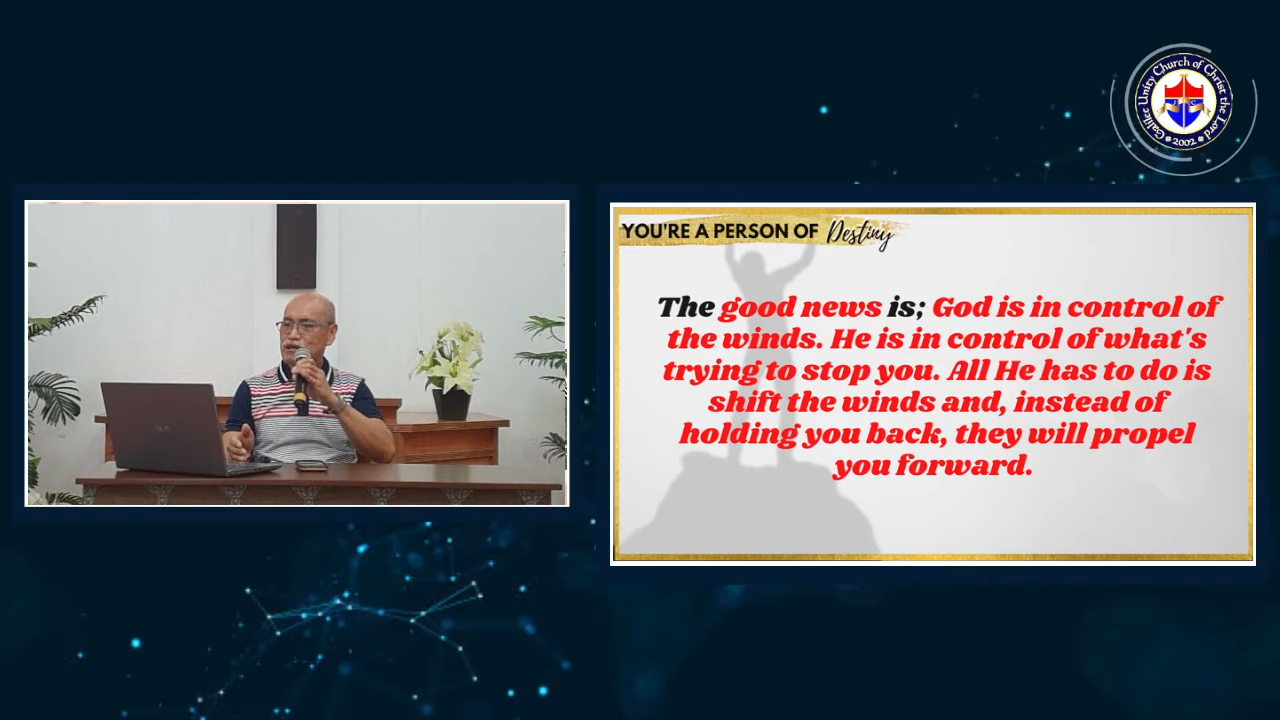 Galilee Unity Church of Christ the Lord
2002
YOU'RE A PERSON OF Destiny
The good news is; God is in control of
the winds. He is in control of what's
trying to stop you. All He has to do is
shift the winds and, instead of
holding you back, they will propel
you forward.